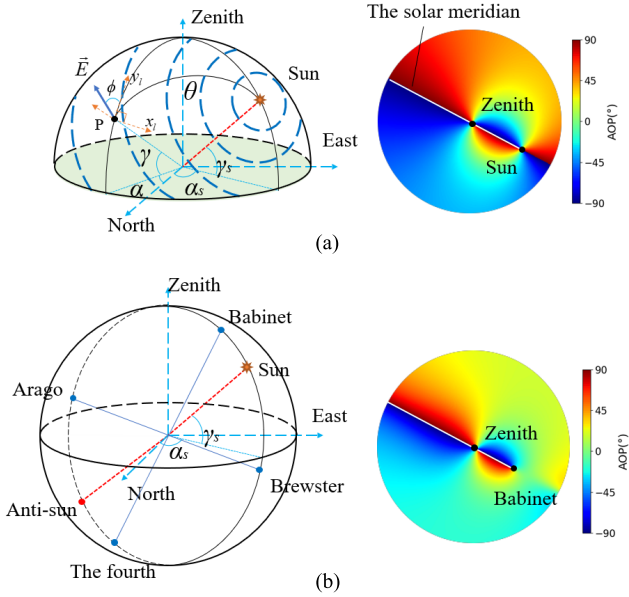 Zenith
The solar meridian
Sun
E⃗
ϕ
y_l
θ
P
x_l
East
γ
γ_s
α
α_s
North
Zenith
Sun
90
45
0
−45
−90
AOP(°)
(a)
Zenith
Babinet
Sun
Arago
East
γ_s
α_s
North
Brewster
Anti-sun
The fourth
Zenith
Babinet
90
45
0
−45
−90
AOP(°)
(b)